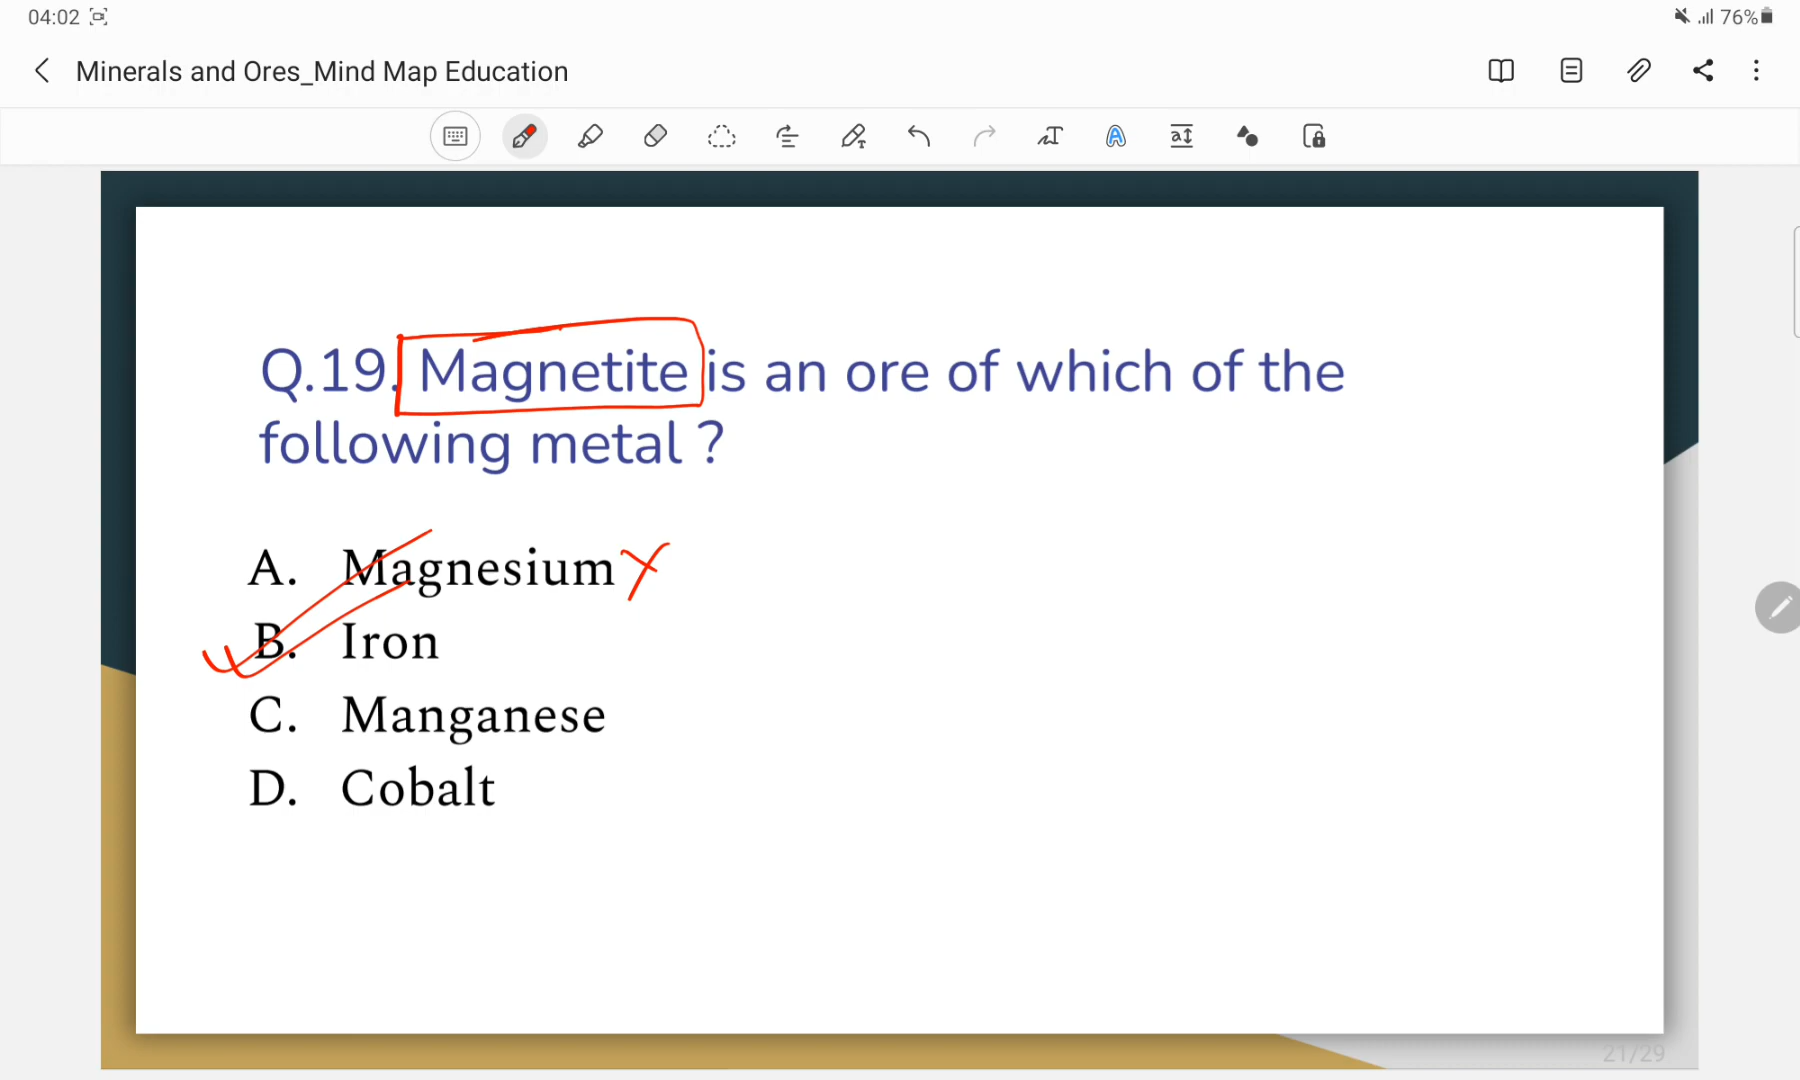 04:02
76%
Minerals and Ores_Mind Map Education
Q.19. Magnetite is an ore of which of the
following metal ?
A. Magnesium
B. Iron
C. Manganese
D. Cobalt
21/29